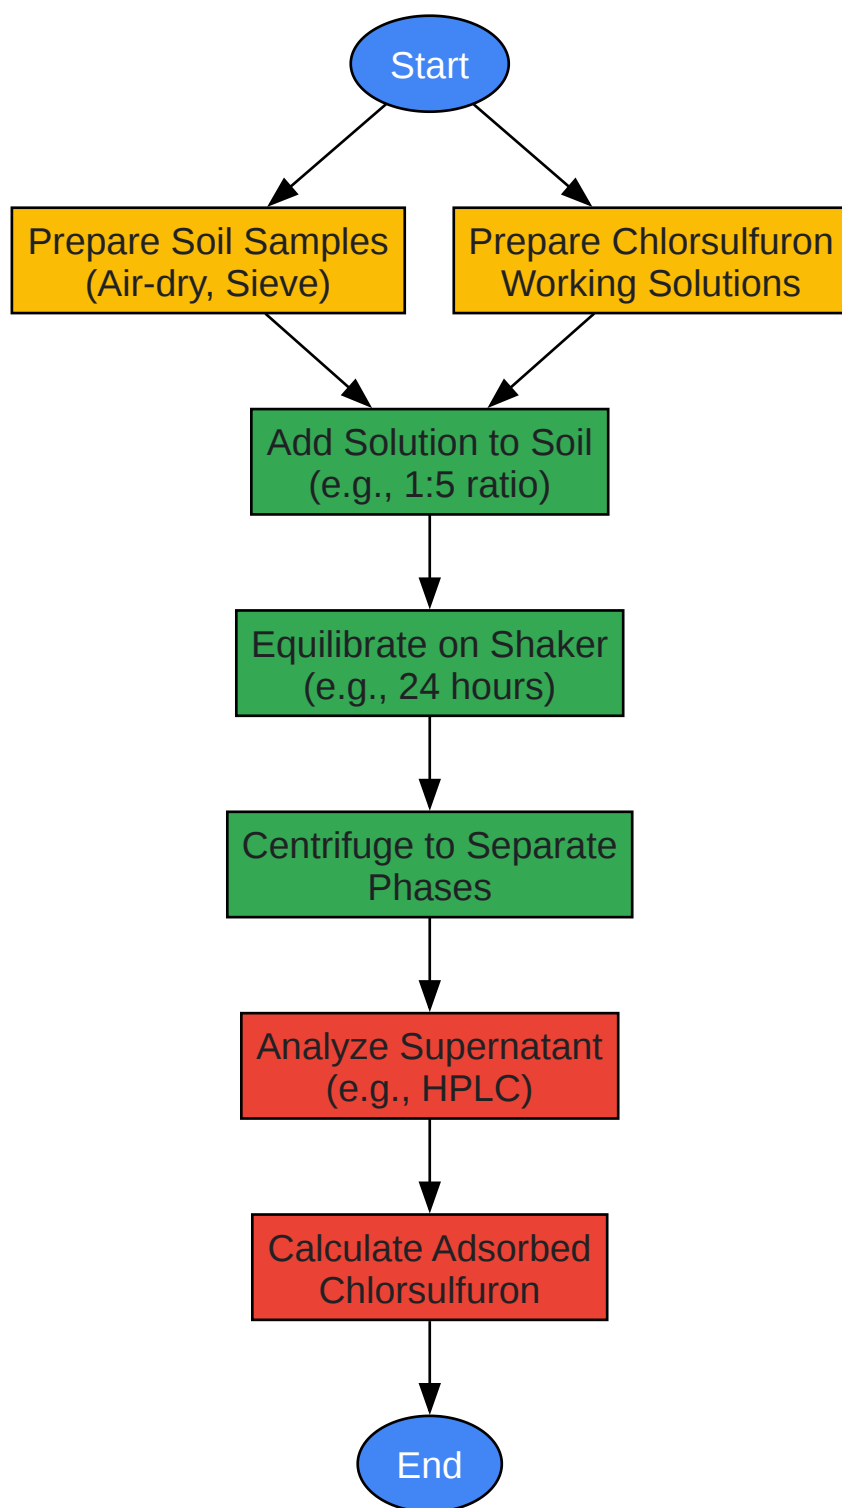 Start
Prepare Soil Samples
(Air-dry, Sieve)
Prepare Chlorsulfuron
Working Solutions
Add Solution to Soil
(e.g., 1:5 ratio)
Equilibrate on Shaker
(e.g., 24 hours)
Centrifuge to Separate
Phases
Analyze Supernatant
(e.g., HPLC)
Calculate Adsorbed
Chlorsulfuron
End